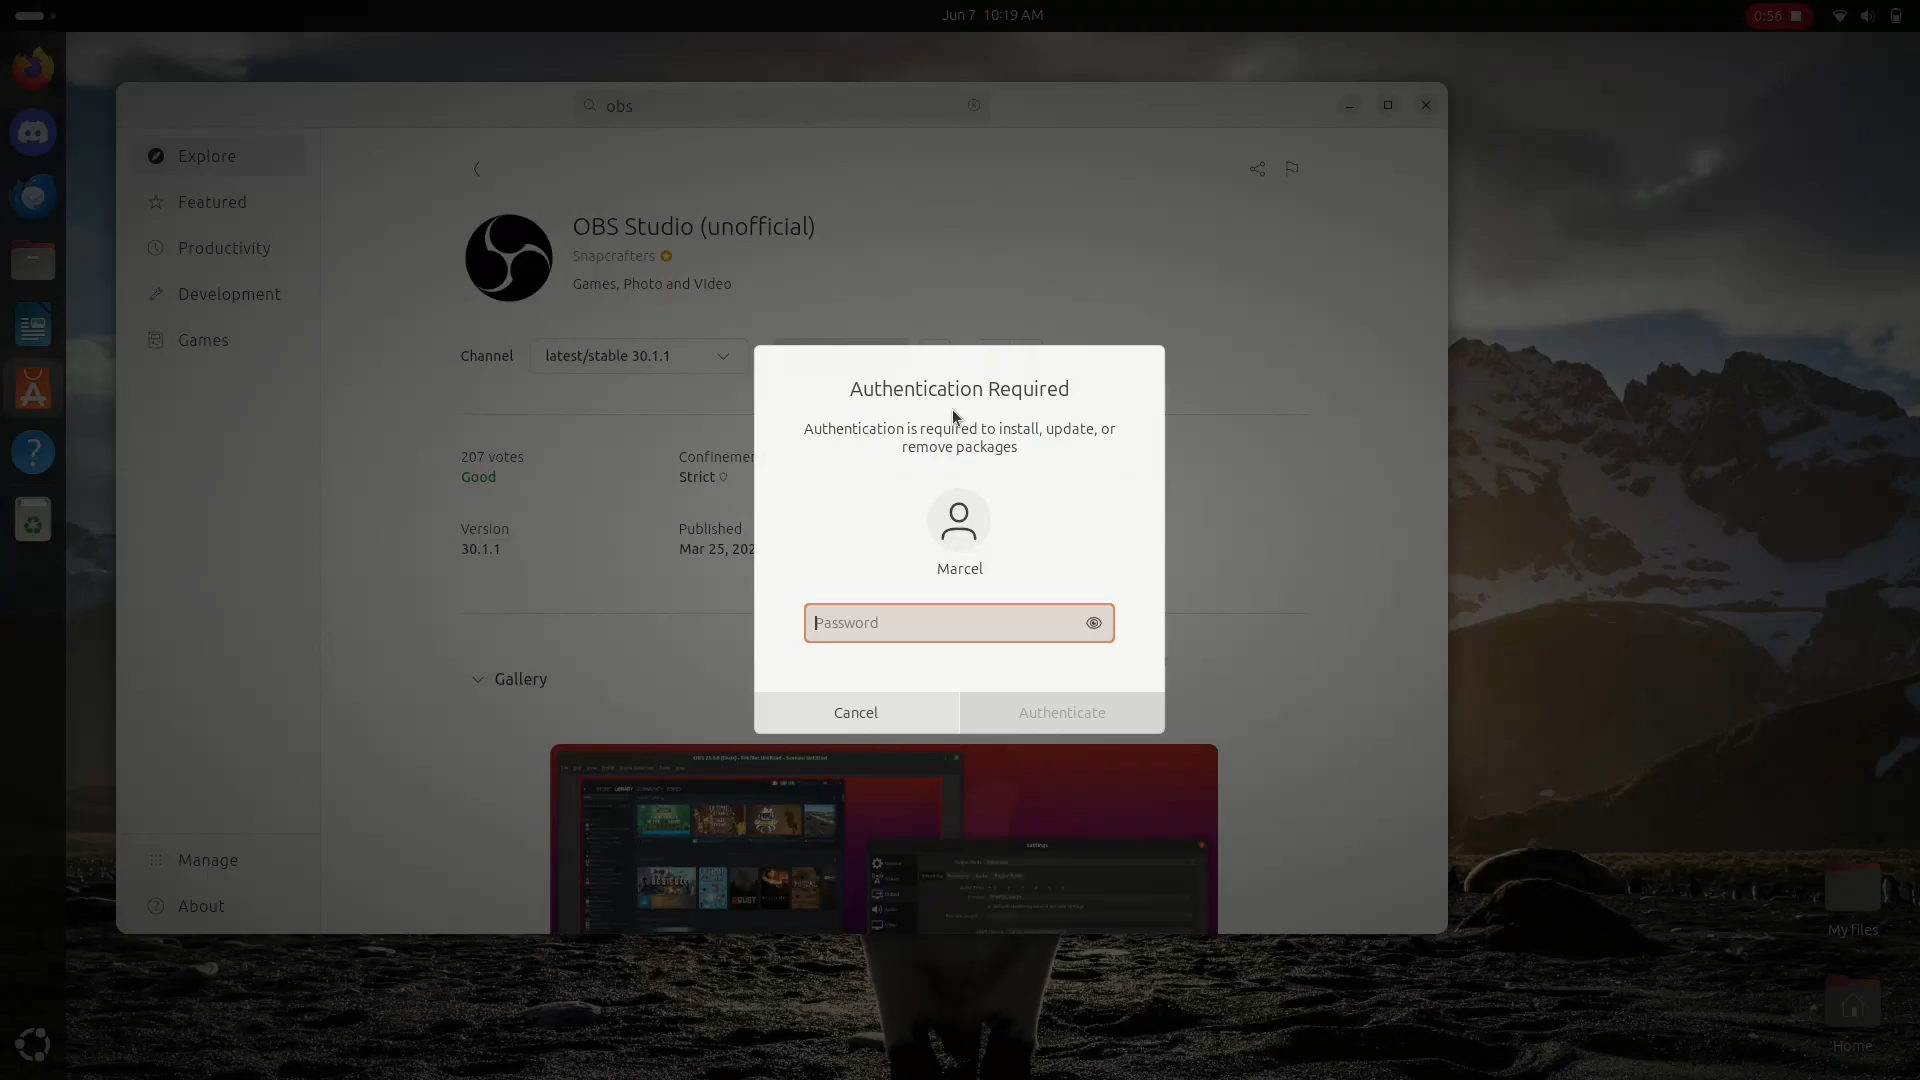 Jun 7 10:19 AM
0:56
obs
Explore
Featured
Productivity
Development
Games
Manage
About
OBS Studio (unofficial)
Snapcrafters
Games, Photo and Video
Channel
latest/stable 30.1.1
207 votes
Good
Confinemen
Strict
Version
30.1.1
Published
Mar 25, 202
Gallery
Authentication Required
Authentication is required to install, update, or
remove packages
Marcel
Password
Cancel
Authenticate
My files
Home